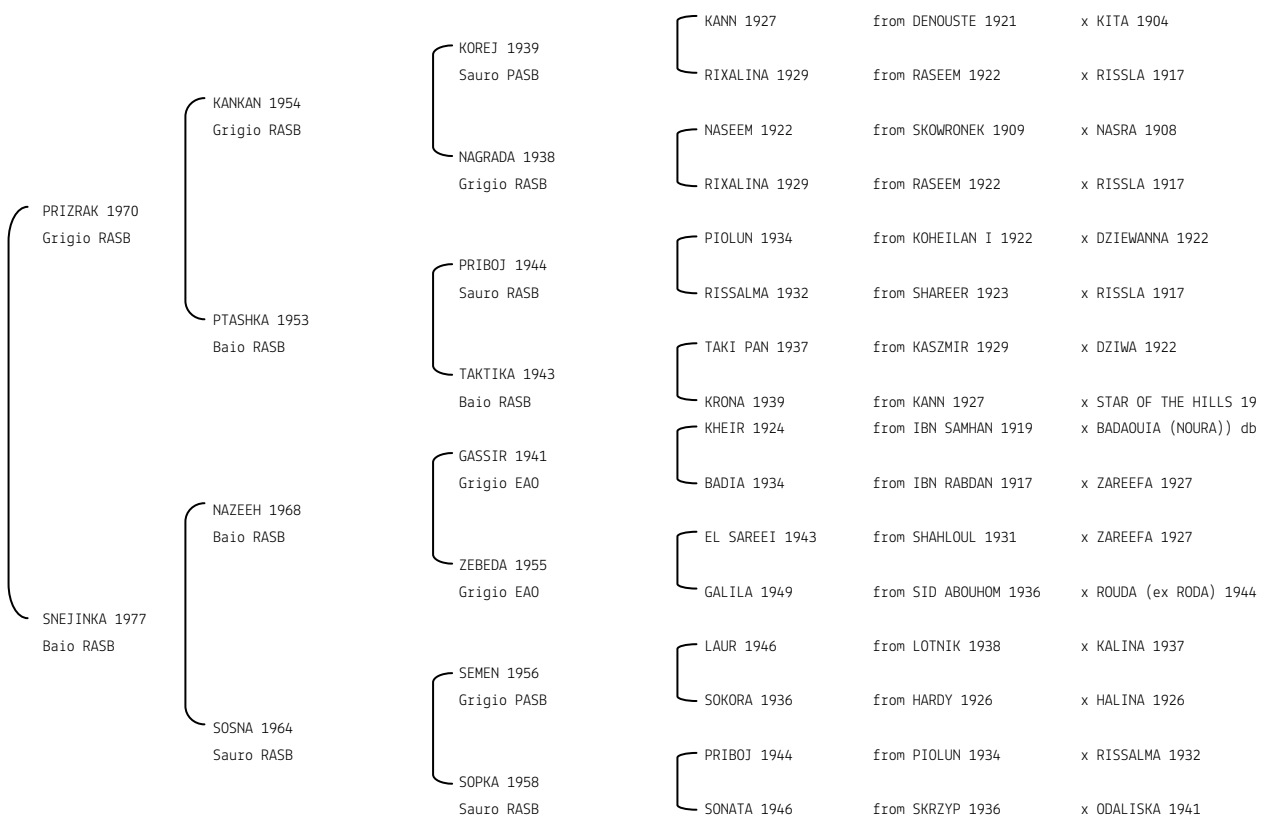 KANN 1927 from DENOUSTE 1921 x KITA 1904
KOREJ 1939
Sauro PASB RIXALINA 1929 from RASEEM 1922 x RISSLA 1917
KANKAN 1954
Grigio RASB NASEEM 1922 from SKOWRONEK 1909 x NASRA 1908
NAGRADA 1938
Grigio RASB RIXALINA 1929 from RASEEM 1922 x RISSLA 1917
PRIZRAK 1970
Grigio RASB PIOLUN 1934 from KOHEILAN I 1922 x DZIEWANNA 1922
PRIBOJ 1944
Sauro RASB RISSALMA 1932 from SHAREER 1923 x RISSLA 1917
PTASHKA 1953
Baio RASB TAKI PAN 1937 from KASZMIR 1929 x DZIWA 1922
TAKTIKA 1943
Baio RASB KRONA 1939 from KANN 1927 x STAR OF THE HILLS 19
KHEIR 1924 from IBN SAMHAN 1919 x BADAOUIA (NOURA)) db
GASSIR 1941
Grigio EAO BADIA 1934 from IBN RABDAN 1917 x ZAREEFA 1927
NAZEEH 1968
Baio RASB EL SAREEI 1943 from SHAHLOUL 1931 x ZAREEFA 1927
ZEBEDA 1955
Grigio EAO GALILA 1949 from SID ABOUHOM 1936 x ROUDA (ex RODA) 1944
SNEJINKA 1977
Baio RASB LAUR 1946 from LOTNIK 1938 x KALINA 1937
SEMEN 1956
Grigio PASB SOKORA 1936 from HARDY 1926 x HALINA 1926
SOSNA 1964
Sauro RASB PRIBOJ 1944 from PIOLUN 1934 x RISSALMA 1932
SOPKA 1958
Sauro RASB SONATA 1946 from SKRZYP 1936 x ODALISKA 1941